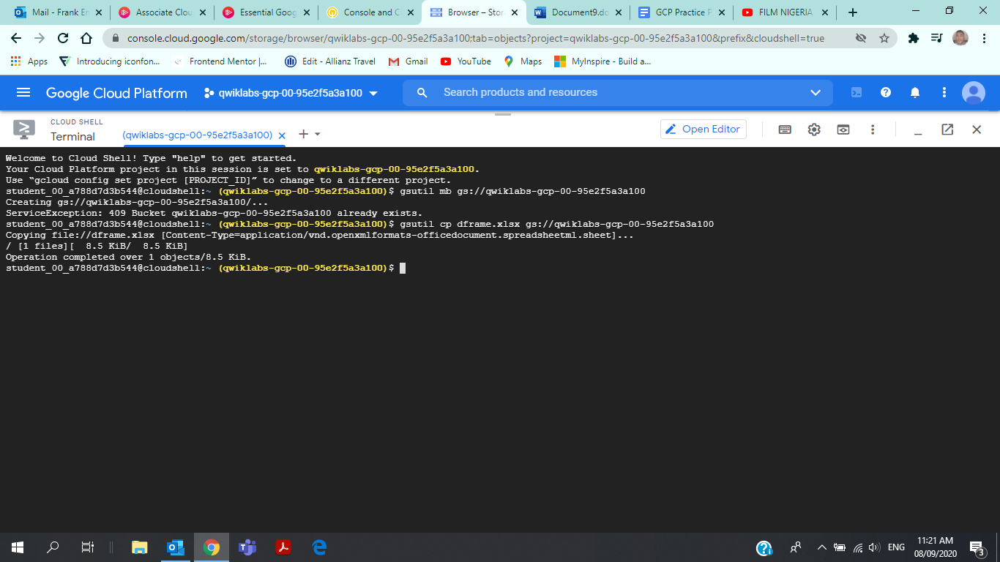 Mail - Frank En
Associate Clou
Essential Goog
Console and C
Browser – Stor
Document9.do
GCP Practice P
FILM NIGERIA
console.cloud.google.com/storage/browser/qwiklabs-gcp-00-95e2f5a3a100;tab=objects?project=qwiklabs-gcp-00-95e2f5a3a100&prefix&cloudshell=true
Apps
Introducing iconfon...
Frontend Mentor |...
Edit - Allianz Travel
Gmail
YouTube
Maps
MyInspire - Build a...
Google Cloud Platform
qwiklabs-gcp-00-95e2f5a3a100
Search products and resources
CLOUD SHELL
Terminal
(qwiklabs-gcp-00-95e2f5a3a100)
Open Editor
Welcome to Cloud Shell! Type "help" to get started.
Your Cloud Platform project in this session is set to qwiklabs-gcp-00-95e2f5a3a100.
Use “gcloud config set project [PROJECT_ID]” to change to a different project.
student_00_a788d7d3b544@cloudshell:~ (qwiklabs-gcp-00-95e2f5a3a100)$ gsutil mb gs://qwiklabs-gcp-00-95e2f5a3a100
Creating gs://qwiklabs-gcp-00-95e2f5a3a100/...
ServiceException: 409 Bucket qwiklabs-gcp-00-95e2f5a3a100 already exists.
student_00_a788d7d3b544@cloudshell:~ (qwiklabs-gcp-00-95e2f5a3a100)$ gsutil cp dframe.xlsx gs://qwiklabs-gcp-00-95e2f5a3a100
Copying file://dframe.xlsx [Content-Type=application/vnd.openxmlformats-officedocument.spreadsheetml.sheet]...
/ [1 files][  8.5 KiB/  8.5 KiB]
Operation completed over 1 objects/8.5 KiB.
student_00_a788d7d3b544@cloudshell:~ (qwiklabs-gcp-00-95e2f5a3a100)$
ENG
11:21 AM
08/09/2020
3